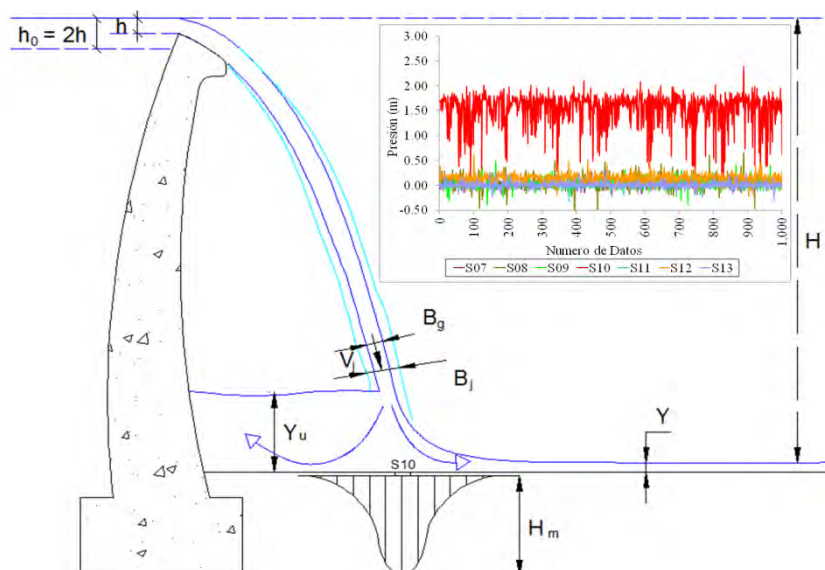 h₀ = 2h
h
3.00
2.50
2.00
1.50
1.00
0.50
0.00
-0.50
Presión (m)
0
100
200
300
400
500
600
700
800
900
1.000
Numero de Datos
S07 S08 S09 S10 S11 S12 S13
H
B_g
V_j
B_j
Y_u
Y
S10
H_m